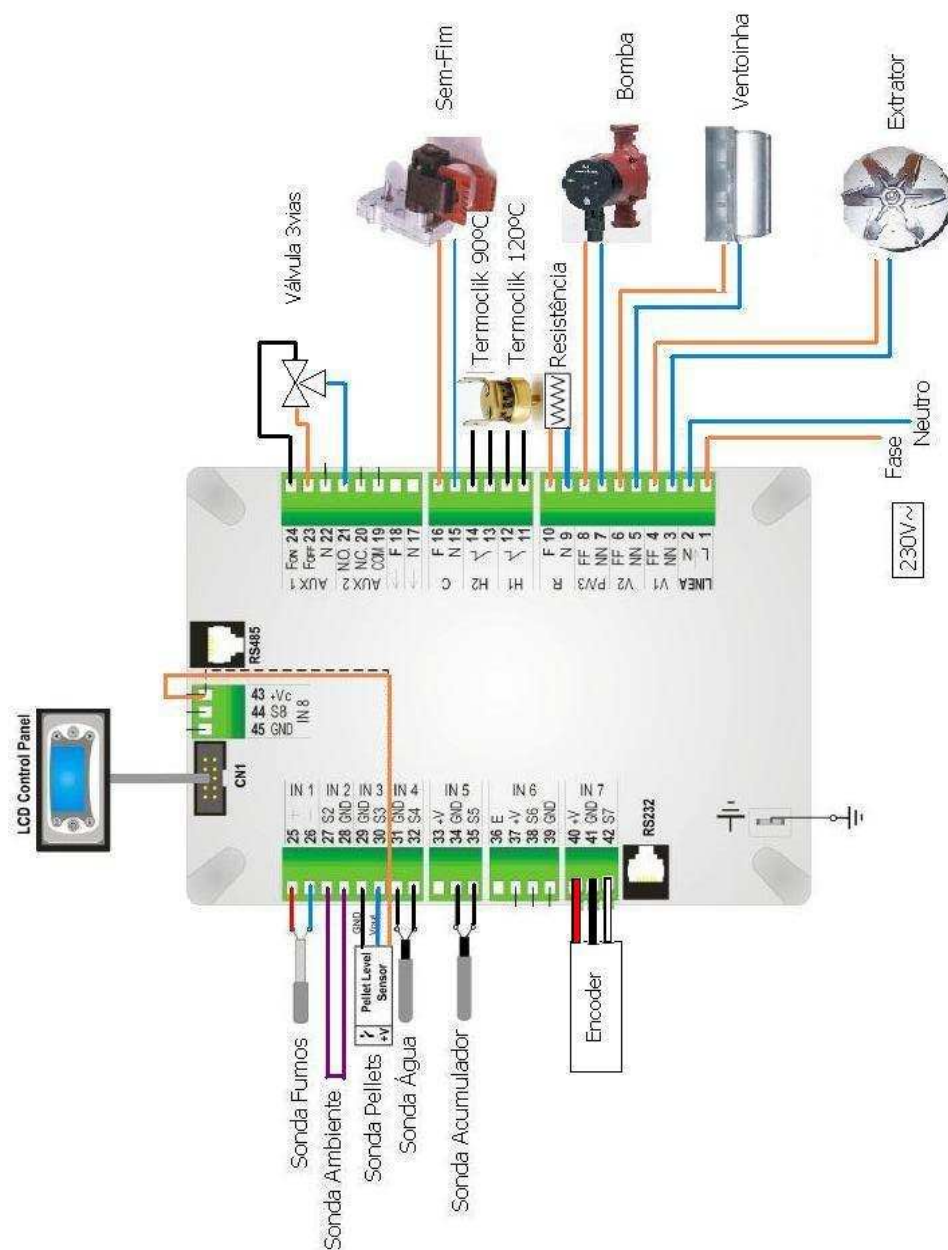 LCD Control Panel
CN1
45 GND
44 S8
43 +Vc
IN 8
RS485
Sonda Fumos
Sonda Ambiente
Sonda Pellets
Sonda Água
Sonda Acumulador
Encoder
Pellet Level
Sensor
+V
GND
Vout
25 +
26 -
IN 1
27 S2
28 GND
IN 2
29 GND
30 S3
IN 3
31 GND
32 S4
IN 4
33 +V
34 GND
35 S5
IN 5
36 E
37 +V
38 S6
39 GND
IN 6
40 +V
41 GND
42 S7
IN 7
RS232
AUX 1
FON 24
FOFF 23
AUX 2
N 22
N.O. 21
N.C. 20
COM 19
F 18
N 17
C
F 16
N 15
H2
14
13
H1
12
11
R
F 10
N 9
P/V3
FF 8
NN 7
V2
FF 6
NN 5
V1
FF 4
NN 3
LINEA
N 2
L 1
Válvula 3vias
Sem-Fim
Termoclik 90ºC
Termoclik 120ºC
Resistência
Bomba
Ventoinha
Extrator
Neutro
Fase
230V~